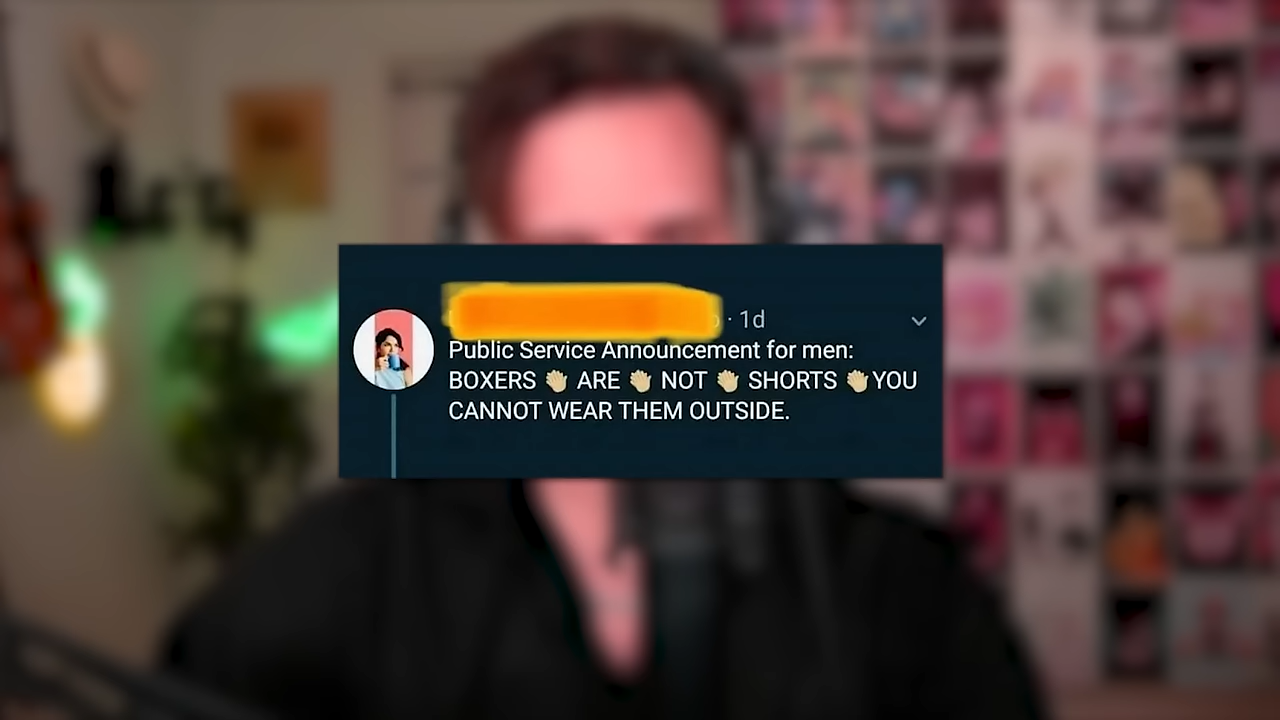 · 1d
Public Service Announcement for men:
BOXERS 👏🏼 ARE 👏🏼 NOT 👏🏼 SHORTS 👏🏼YOU
CANNOT WEAR THEM OUTSIDE.